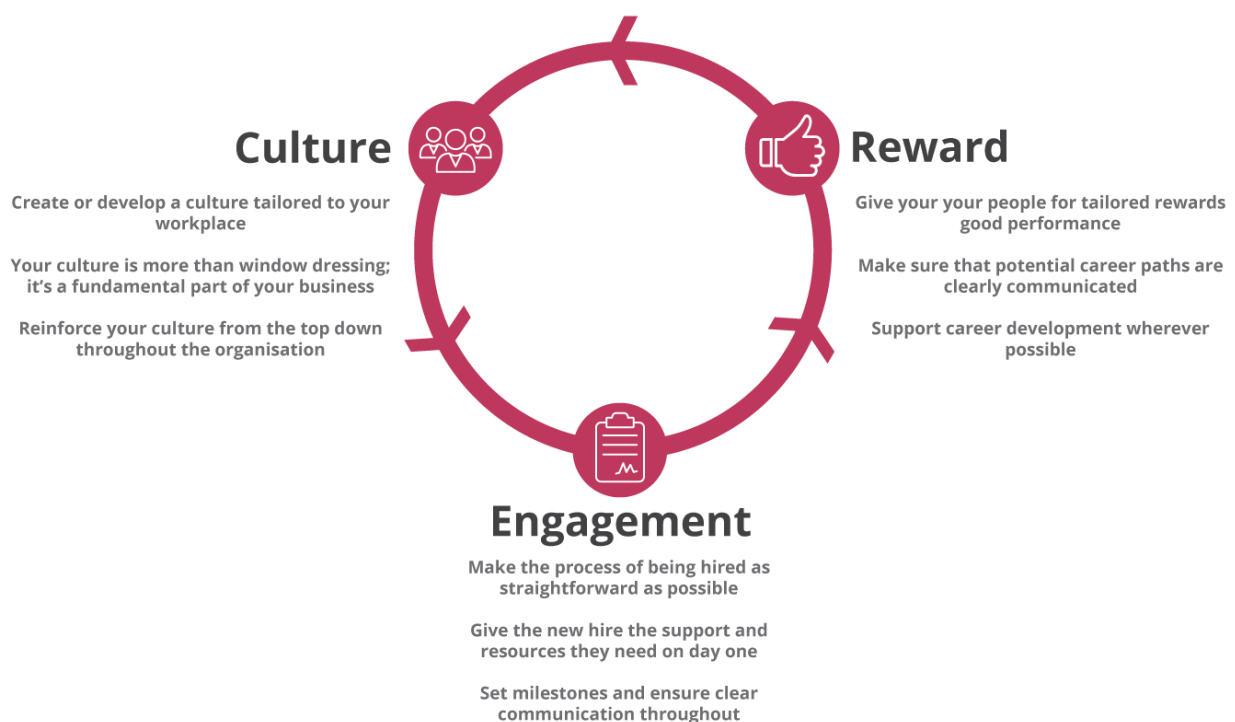 Culture
Create or develop a culture tailored to your
workplace
Your culture is more than window dressing;
it's a fundamental part of your business
Reinforce your culture from the top down
throughout the organisation
Reward
Give your your people for tailored rewards
good performance
Make sure that potential career paths are
clearly communicated
Support career development wherever
possible
Engagement
Make the process of being hired as
straightforward as possible
Give the new hire the support and
resources they need on day one
Set milestones and ensure clear
communication throughout